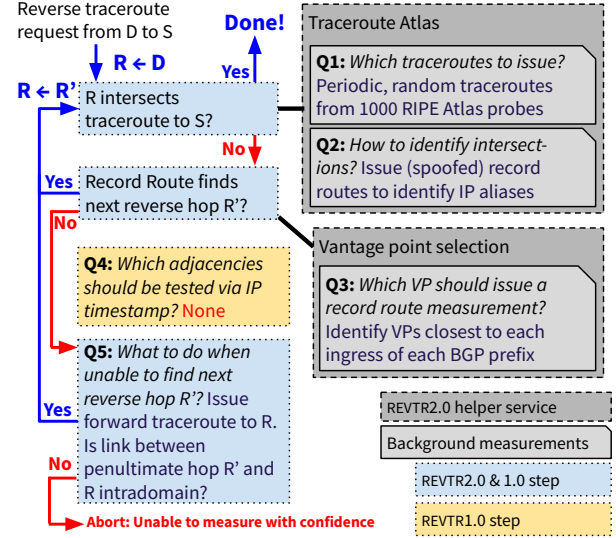 Reverse traceroute
request from D to S
R ← D
Done!
R ← R’
Yes
R intersects
traceroute to S?
No
Yes
Record Route finds
next reverse hop R’?
No
Q4: Which adjacencies
should be tested via IP
timestamp? None
Q5: What to do when
unable to find next
reverse hop R’? Issue
forward traceroute to R.
Is link between
penultimate hop R’ and
R intradomain?
Yes
No
Abort: Unable to measure with confidence
Traceroute Atlas
Q1: Which traceroutes to issue?
Periodic, random traceroutes
from 1000 RIPE Atlas probes
Q2: How to identify intersect-
ions? Issue (spoofed) record
routes to identify IP aliases
Vantage point selection
Q3: Which VP should issue a
record route measurement?
Identify VPs closest to each
ingress of each BGP prefix
REVTR2.0 helper service
Background measurements
REVTR2.0 & 1.0 step
REVTR1.0 step